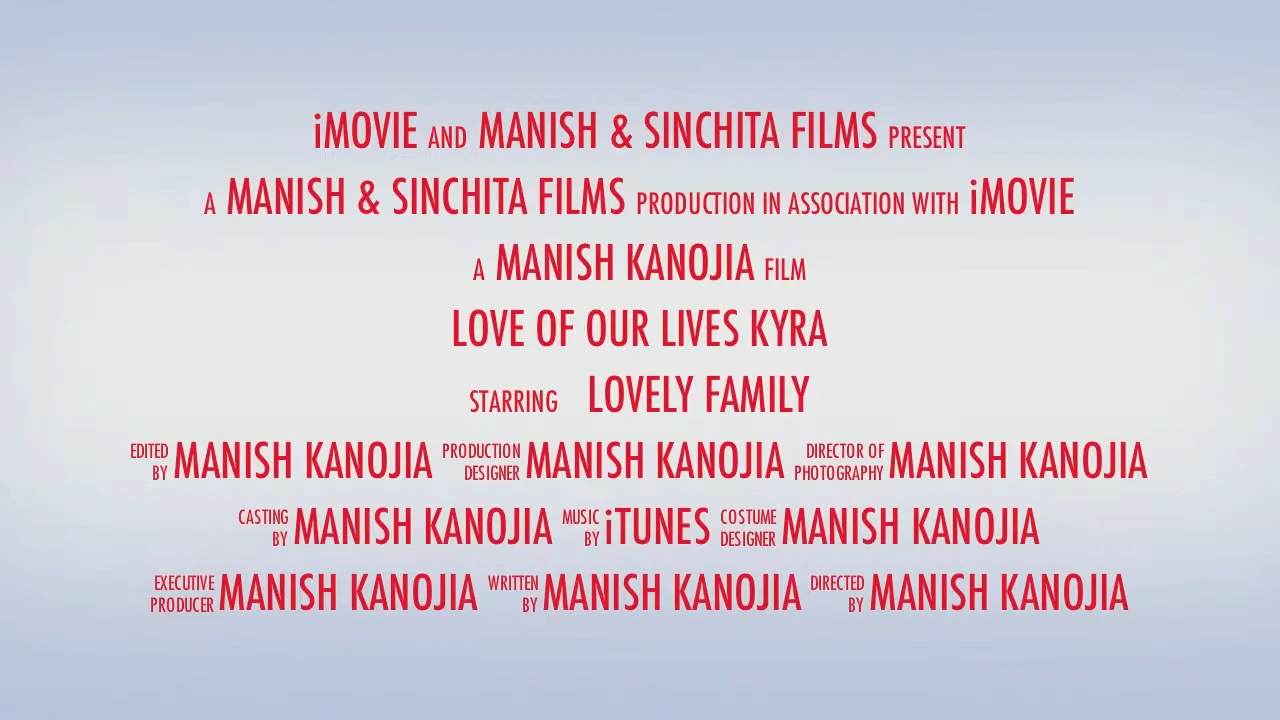 iMOVIE AND MANISH & SINCHITA FILMS PRESENT
A MANISH & SINCHITA FILMS PRODUCTION IN ASSOCIATION WITH iMOVIE
A MANISH KANOJIA FILM
LOVE OF OUR LIVES KYRA
STARRING LOVELY FAMILY
EDITED BY MANISH KANOJIA PRODUCTION DESIGNER MANISH KANOJIA DIRECTOR OF PHOTOGRAPHY MANISH KANOJIA
CASTING BY MANISH KANOJIA MUSIC BY iTUNES COSTUME DESIGNER MANISH KANOJIA
EXECUTIVE PRODUCER MANISH KANOJIA WRITTEN BY MANISH KANOJIA DIRECTED BY MANISH KANOJIA